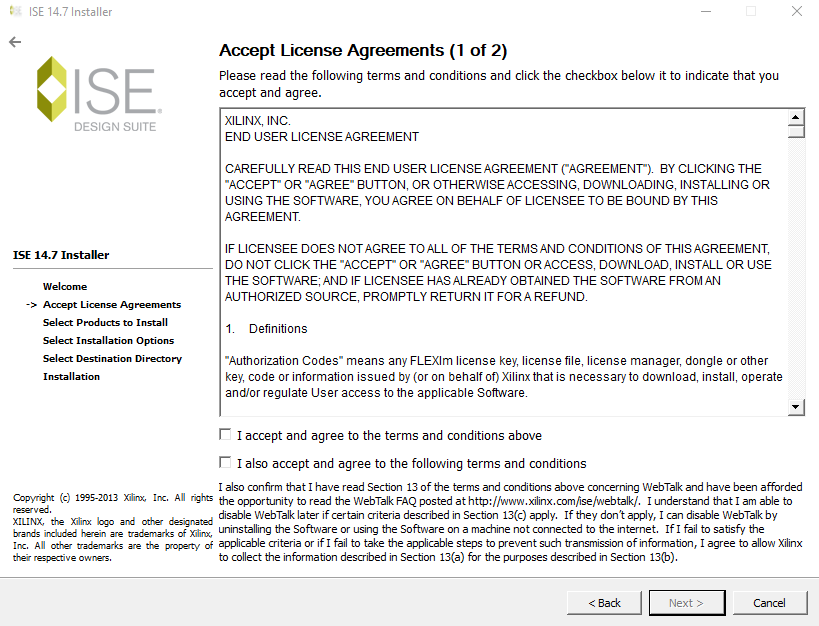 ISE 14.7 Installer
ISE.
DESIGN SUITE
ISE 14.7 Installer
Welcome
-> Accept License Agreements
Select Products to Install
Select Installation Options
Select Destination Directory
Installation
Copyright (c) 1995-2013 Xilinx, Inc. All rights
reserved.
XILINX, the Xilinx logo and other designated
brands included herein are trademarks of Xilinx,
Inc. All other trademarks are the property of
their respective owners.
Accept License Agreements (1 of 2)
Please read the following terms and conditions and click the checkbox below it to indicate that you
accept and agree.
XILINX, INC.
END USER LICENSE AGREEMENT
CAREFULLY READ THIS END USER LICENSE AGREEMENT ("AGREEMENT"). BY CLICKING THE
"ACCEPT" OR "AGREE" BUTTON, OR OTHERWISE ACCESSING, DOWNLOADING, INSTALLING OR
USING THE SOFTWARE, YOU AGREE ON BEHALF OF LICENSEE TO BE BOUND BY THIS
AGREEMENT.
IF LICENSEE DOES NOT AGREE TO ALL OF THE TERMS AND CONDITIONS OF THIS AGREEMENT,
DO NOT CLICK THE "ACCEPT" OR "AGREE" BUTTON OR ACCESS, DOWNLOAD, INSTALL OR USE
THE SOFTWARE; AND IF LICENSEE HAS ALREADY OBTAINED THE SOFTWARE FROM AN
AUTHORIZED SOURCE, PROMPTLY RETURN IT FOR A REFUND.
1. Definitions
"Authorization Codes" means any FLEXlm license key, license file, license manager, dongle or other
key, code or information issued by (or on behalf of) Xilinx that is necessary to download, install, operate
and/or regulate User access to the applicable Software.
I accept and agree to the terms and conditions above
I also accept and agree to the following terms and conditions
I also confirm that I have read Section 13 of the terms and conditions above concerning WebTalk and have been afforded
the opportunity to read the WebTalk FAQ posted at http://www.xilinx.com/ise/webtalk/. I understand that I am able to
disable WebTalk later if certain criteria described in Section 13(c) apply. If they don't apply, I can disable WebTalk by
uninstalling the Software or using the Software on a machine not connected to the internet. If I fail to satisfy the
applicable criteria or if I fail to take the applicable steps to prevent such transmission of information, I agree to allow Xilinx
to collect the information described in Section 13(a) for the purposes described in Section 13(b).
< Back
Next >
Cancel